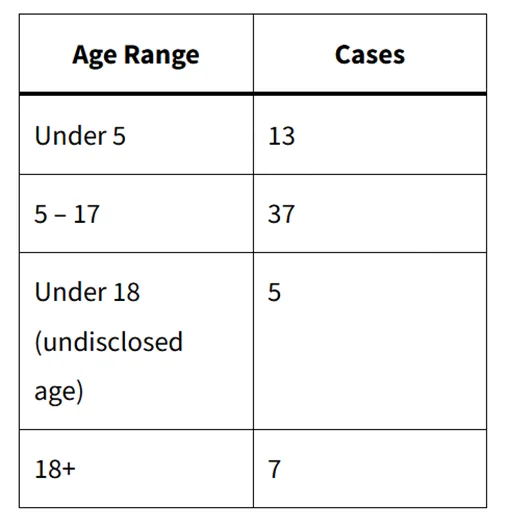 Age Range Cases
Under 5 13
5 – 17 37
Under 18 5
(undisclosed
age)
18+ 7